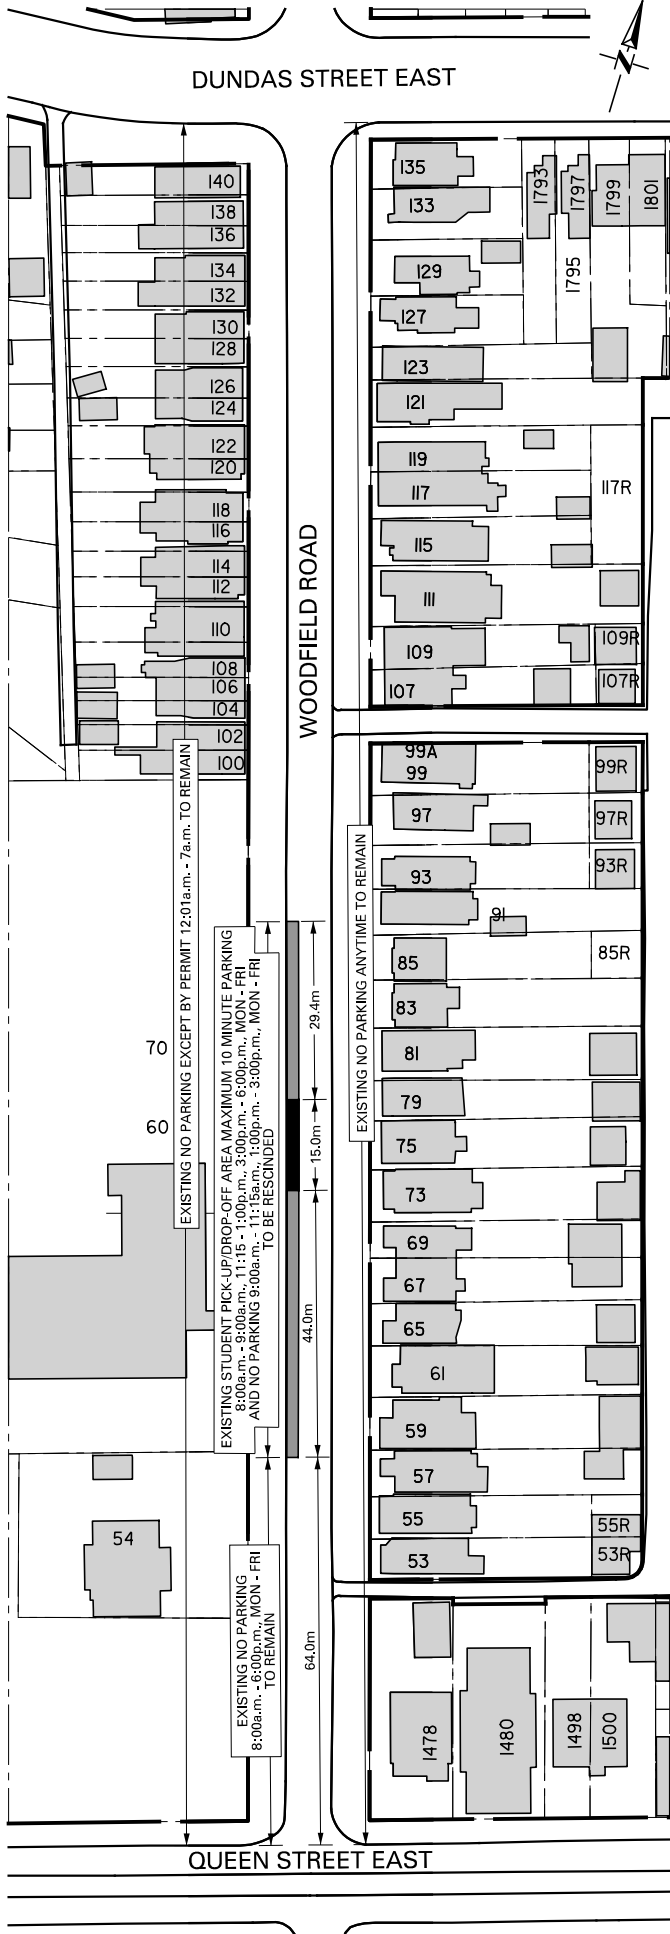 DUNDAS STREET EAST
N
140
138
136
134
132
130
128
126
124
122
120
118
116
114
112
110
108
106
104
102
100
135
133
129
127
123
121
119
117
115
111
109
107
1793
1797
1799
1801
1795
117R
109R
107R
WOODFIELD ROAD
99A
99
97
93
91
85
83
81
79
75
73
69
67
65
61
59
57
55
53
99R
97R
93R
85R
55R
53R
70
60
54
EXISTING NO PARKING EXCEPT BY PERMIT 12:01a.m. - 7a.m. TO REMAIN
EXISTING STUDENT PICK-UP/DROP-OFF AREA MAXIMUM 10 MINUTE PARKING
8:00a.m. - 9:00a.m., 11:15 - 1:00p.m., 3:00p.m. - 6:00p.m., MON - FRI
AND NO PARKING 9:00a.m. - 11:15a.m., 1:00p.m. - 3:00p.m., MON - FRI
TO BE RESCINDED
EXISTING NO PARKING ANYTIME TO REMAIN
29.4m
15.0m
44.0m
64.0m
EXISTING NO PARKING
8:00a.m. - 6:00p.m., MON - FRI
TO REMAIN
1478
1480
1498
1500
QUEEN STREET EAST